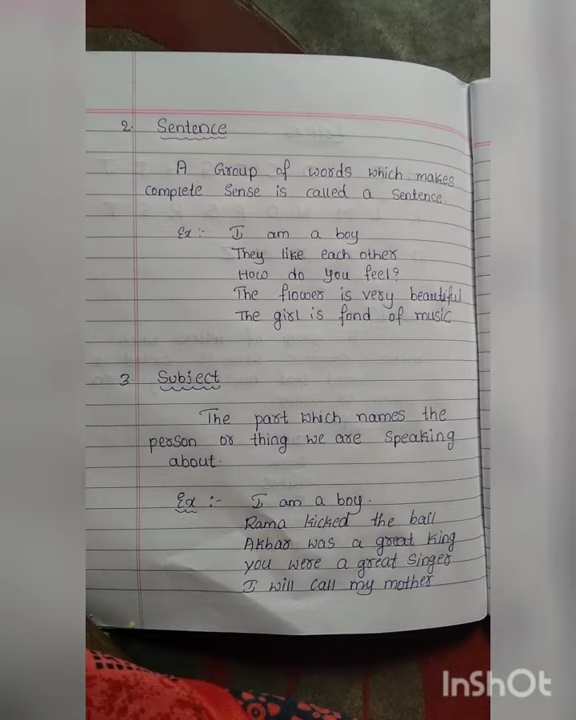 2. Sentence
A Group of words which makes
complete Sense is called a Sentence.
Ex :- I am a boy
They like each other
How do you feel?
The flower is very beautiful
The girl is fond of music
3. Subject
The part which names the
person or thing we are speaking
about.
Ex :- I am a boy.
Rama kicked the ball
Akbar was a great king
you were a great singer
I will call my mother
InShOt